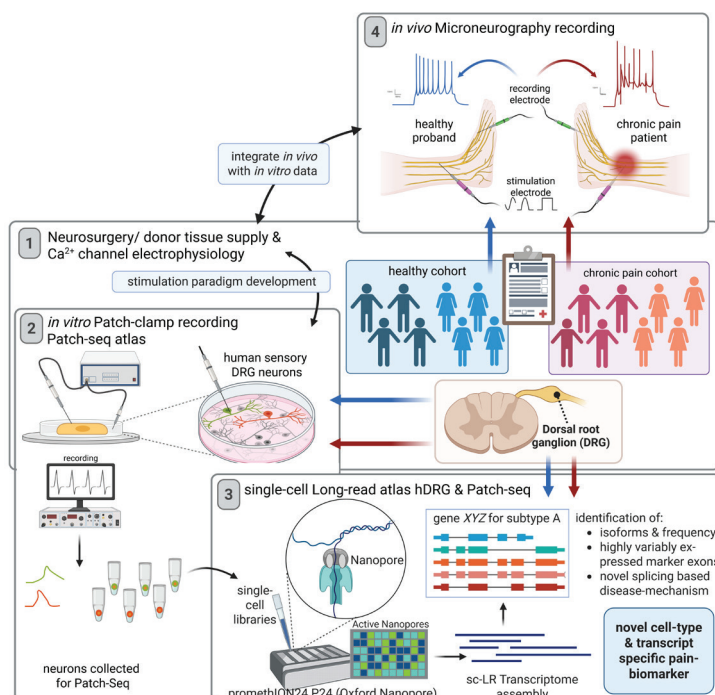 4 in vivo Microneurography recording
recording
electrode
healthy
proband
chronic pain
patient
stimulation
electrode
integrate in vivo
with in vitro data
1 Neurosurgery/ donor tissue supply &
Ca²⁺ channel electrophysiology
stimulation paradigm development
healthy cohort
chronic pain cohort
2 in vitro Patch-clamp recording
Patch-seq atlas
human sensory
DRG neurons
Dorsal root
ganglion (DRG)
recording
3 single-cell Long-read atlas hDRG & Patch-seq
gene XYZ for subtype A
identification of:
• isoforms & frequency
• highly variably ex-
pressed marker exons
• novel splicing based
disease-mechanism
Nanopore
single-
cell
libraries
Active Nanopores
neurons collected
for Patch-Seq
promethION24 P24 (Oxford Nanopore)
sc-LR Transcriptome
assembly
novel cell-type
& transcript
specific pain-
biomarker